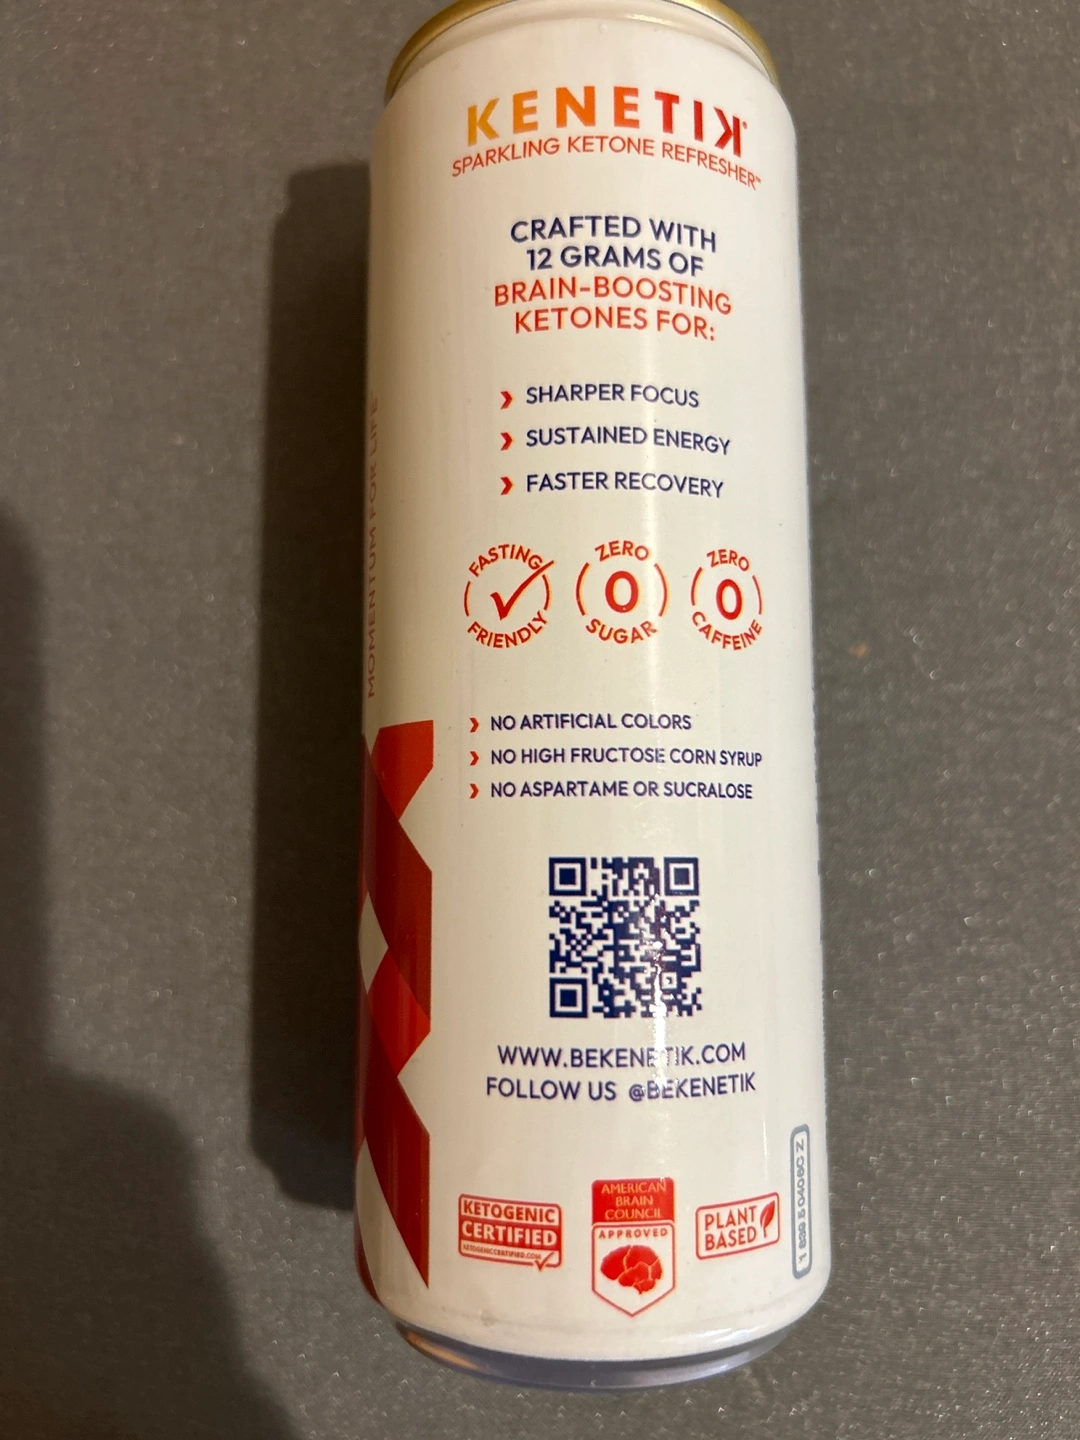 KENETIK®
SPARKLING KETONE REFRESHER™
CRAFTED WITH
12 GRAMS OF
BRAIN-BOOSTING
KETONES FOR:
SHARPER FOCUS
SUSTAINED ENERGY
FASTER RECOVERY
FASTING
FRIENDLY
ZERO
0
SUGAR
ZERO
0
CAFFEINE
MOMENTUM FOR LIFE
NO ARTIFICIAL COLORS
NO HIGH FRUCTOSE CORN SYRUP
NO ASPARTAME OR SUCRALOSE
WWW.BEKENETIK.COM
FOLLOW US @BEKENETIK
KETOGENIC
CERTIFIED
KETOGENICCERTIFIED.COM
AMERICAN
BRAIN
COUNCIL
APPROVED
PLANT
BASED